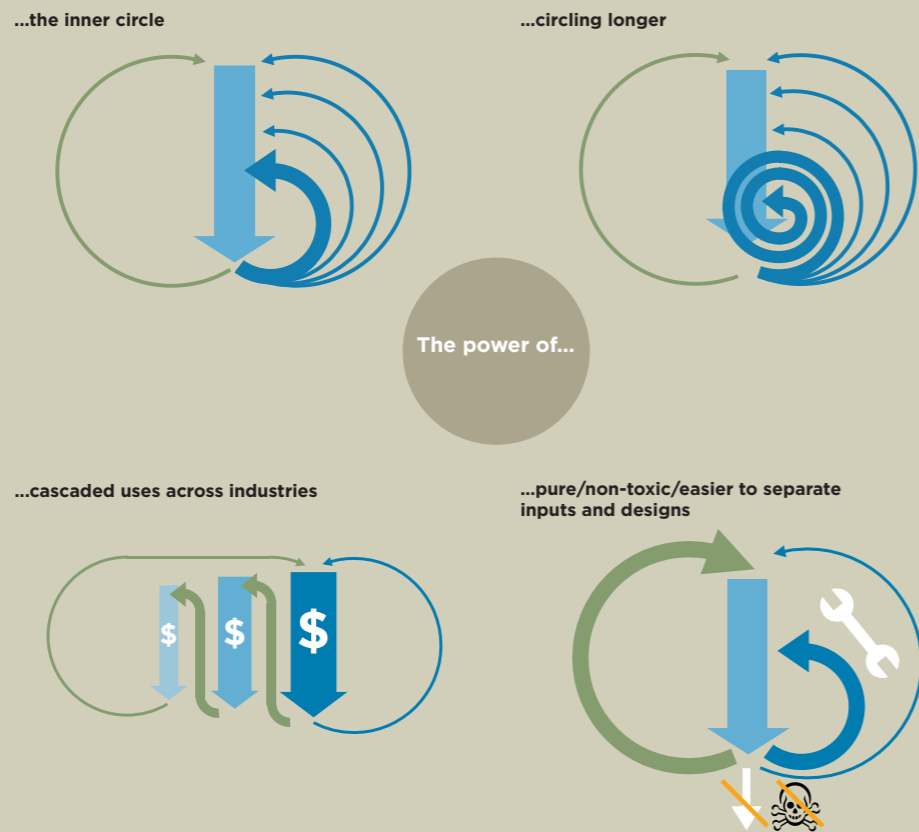 ...the inner circle
...circling longer
The power of...
...cascaded uses across industries
...pure/non-toxic/easier to separate
inputs and designs
$
$
$